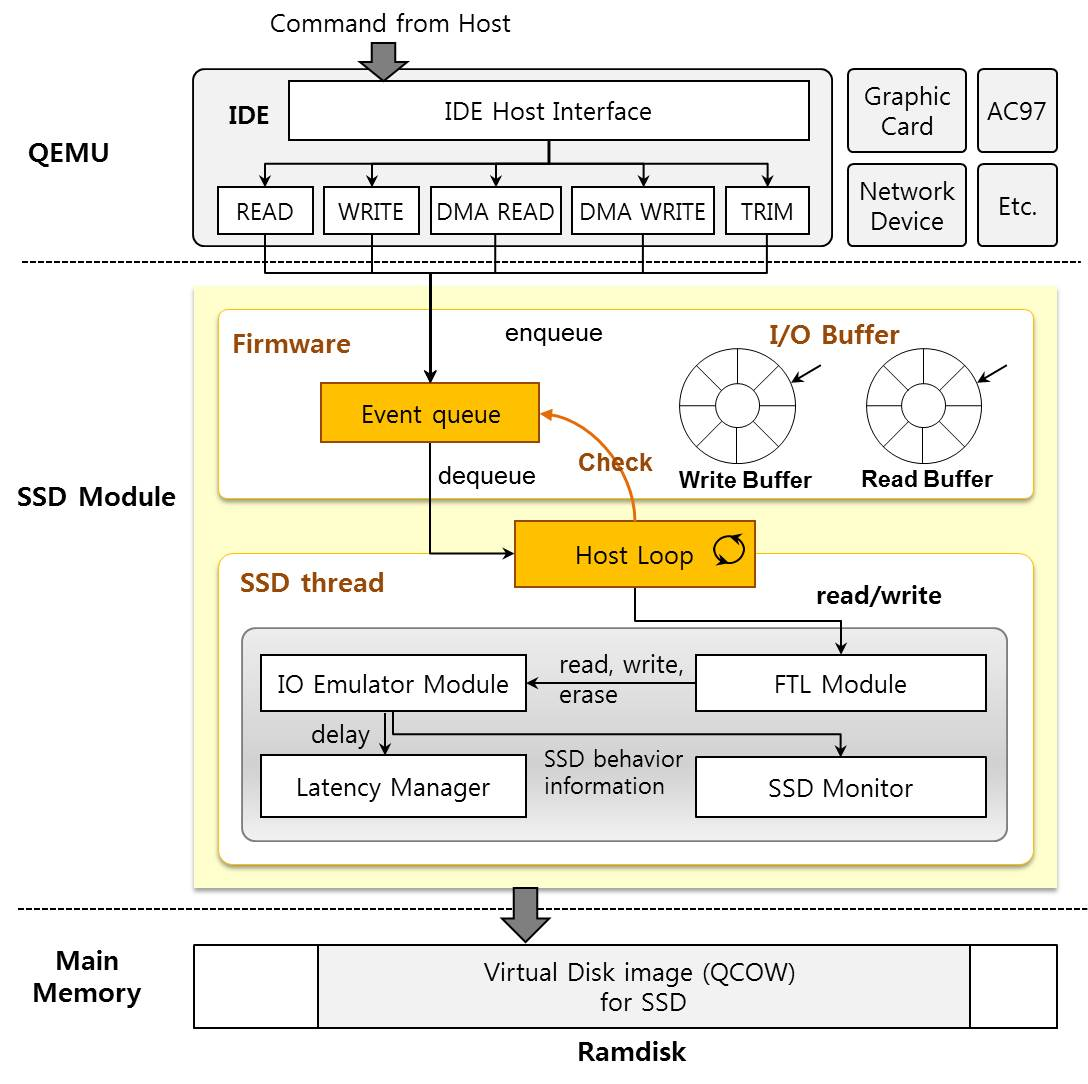 Command from Host
IDE
IDE Host Interface
Graphic
Card
AC97
QEMU
READ
WRITE
DMA READ
DMA WRITE
TRIM
Network
Device
Etc.
Firmware
enqueue
I/O Buffer
Event queue
Check
dequeue
Write Buffer
Read Buffer
SSD Module
Host Loop
SSD thread
read/write
IO Emulator Module
read, write,
erase
FTL Module
delay
SSD behavior
information
Latency Manager
SSD Monitor
Main
Memory
Virtual Disk image (QCOW)
for SSD
Ramdisk